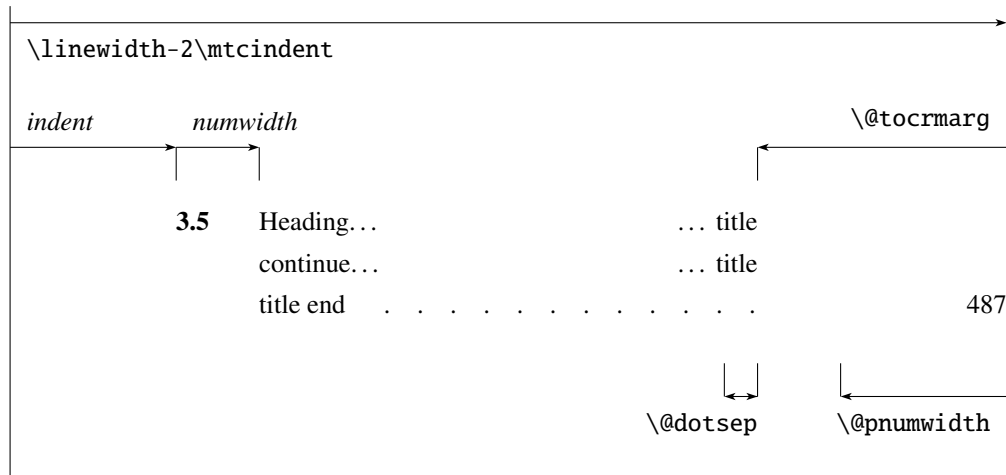 \linewidth-2\mtcindent
indent numwidth \@tocrmarg
3.5 Heading... ... title
continue... ... title
title end . . . . . . . . . . . . 487
\@dotsep \@pnumwidth